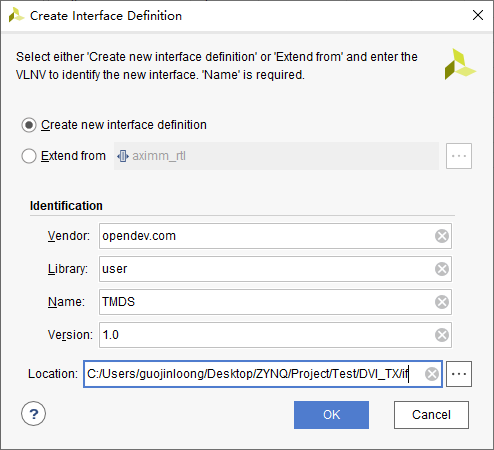 Create Interface Definition
Select either 'Create new interface definition' or 'Extend from' and enter the
VLNV to identify the new interface. 'Name' is required.
Create new interface definition
Extend from aximm_rtl ...
Identification
Vendor: opendev.com
Library: user
Name: TMDS
Version: 1.0
Location: C:/Users/guojinloong/Desktop/ZYNQ/Project/Test/DVI_TX/if ...
? OK Cancel